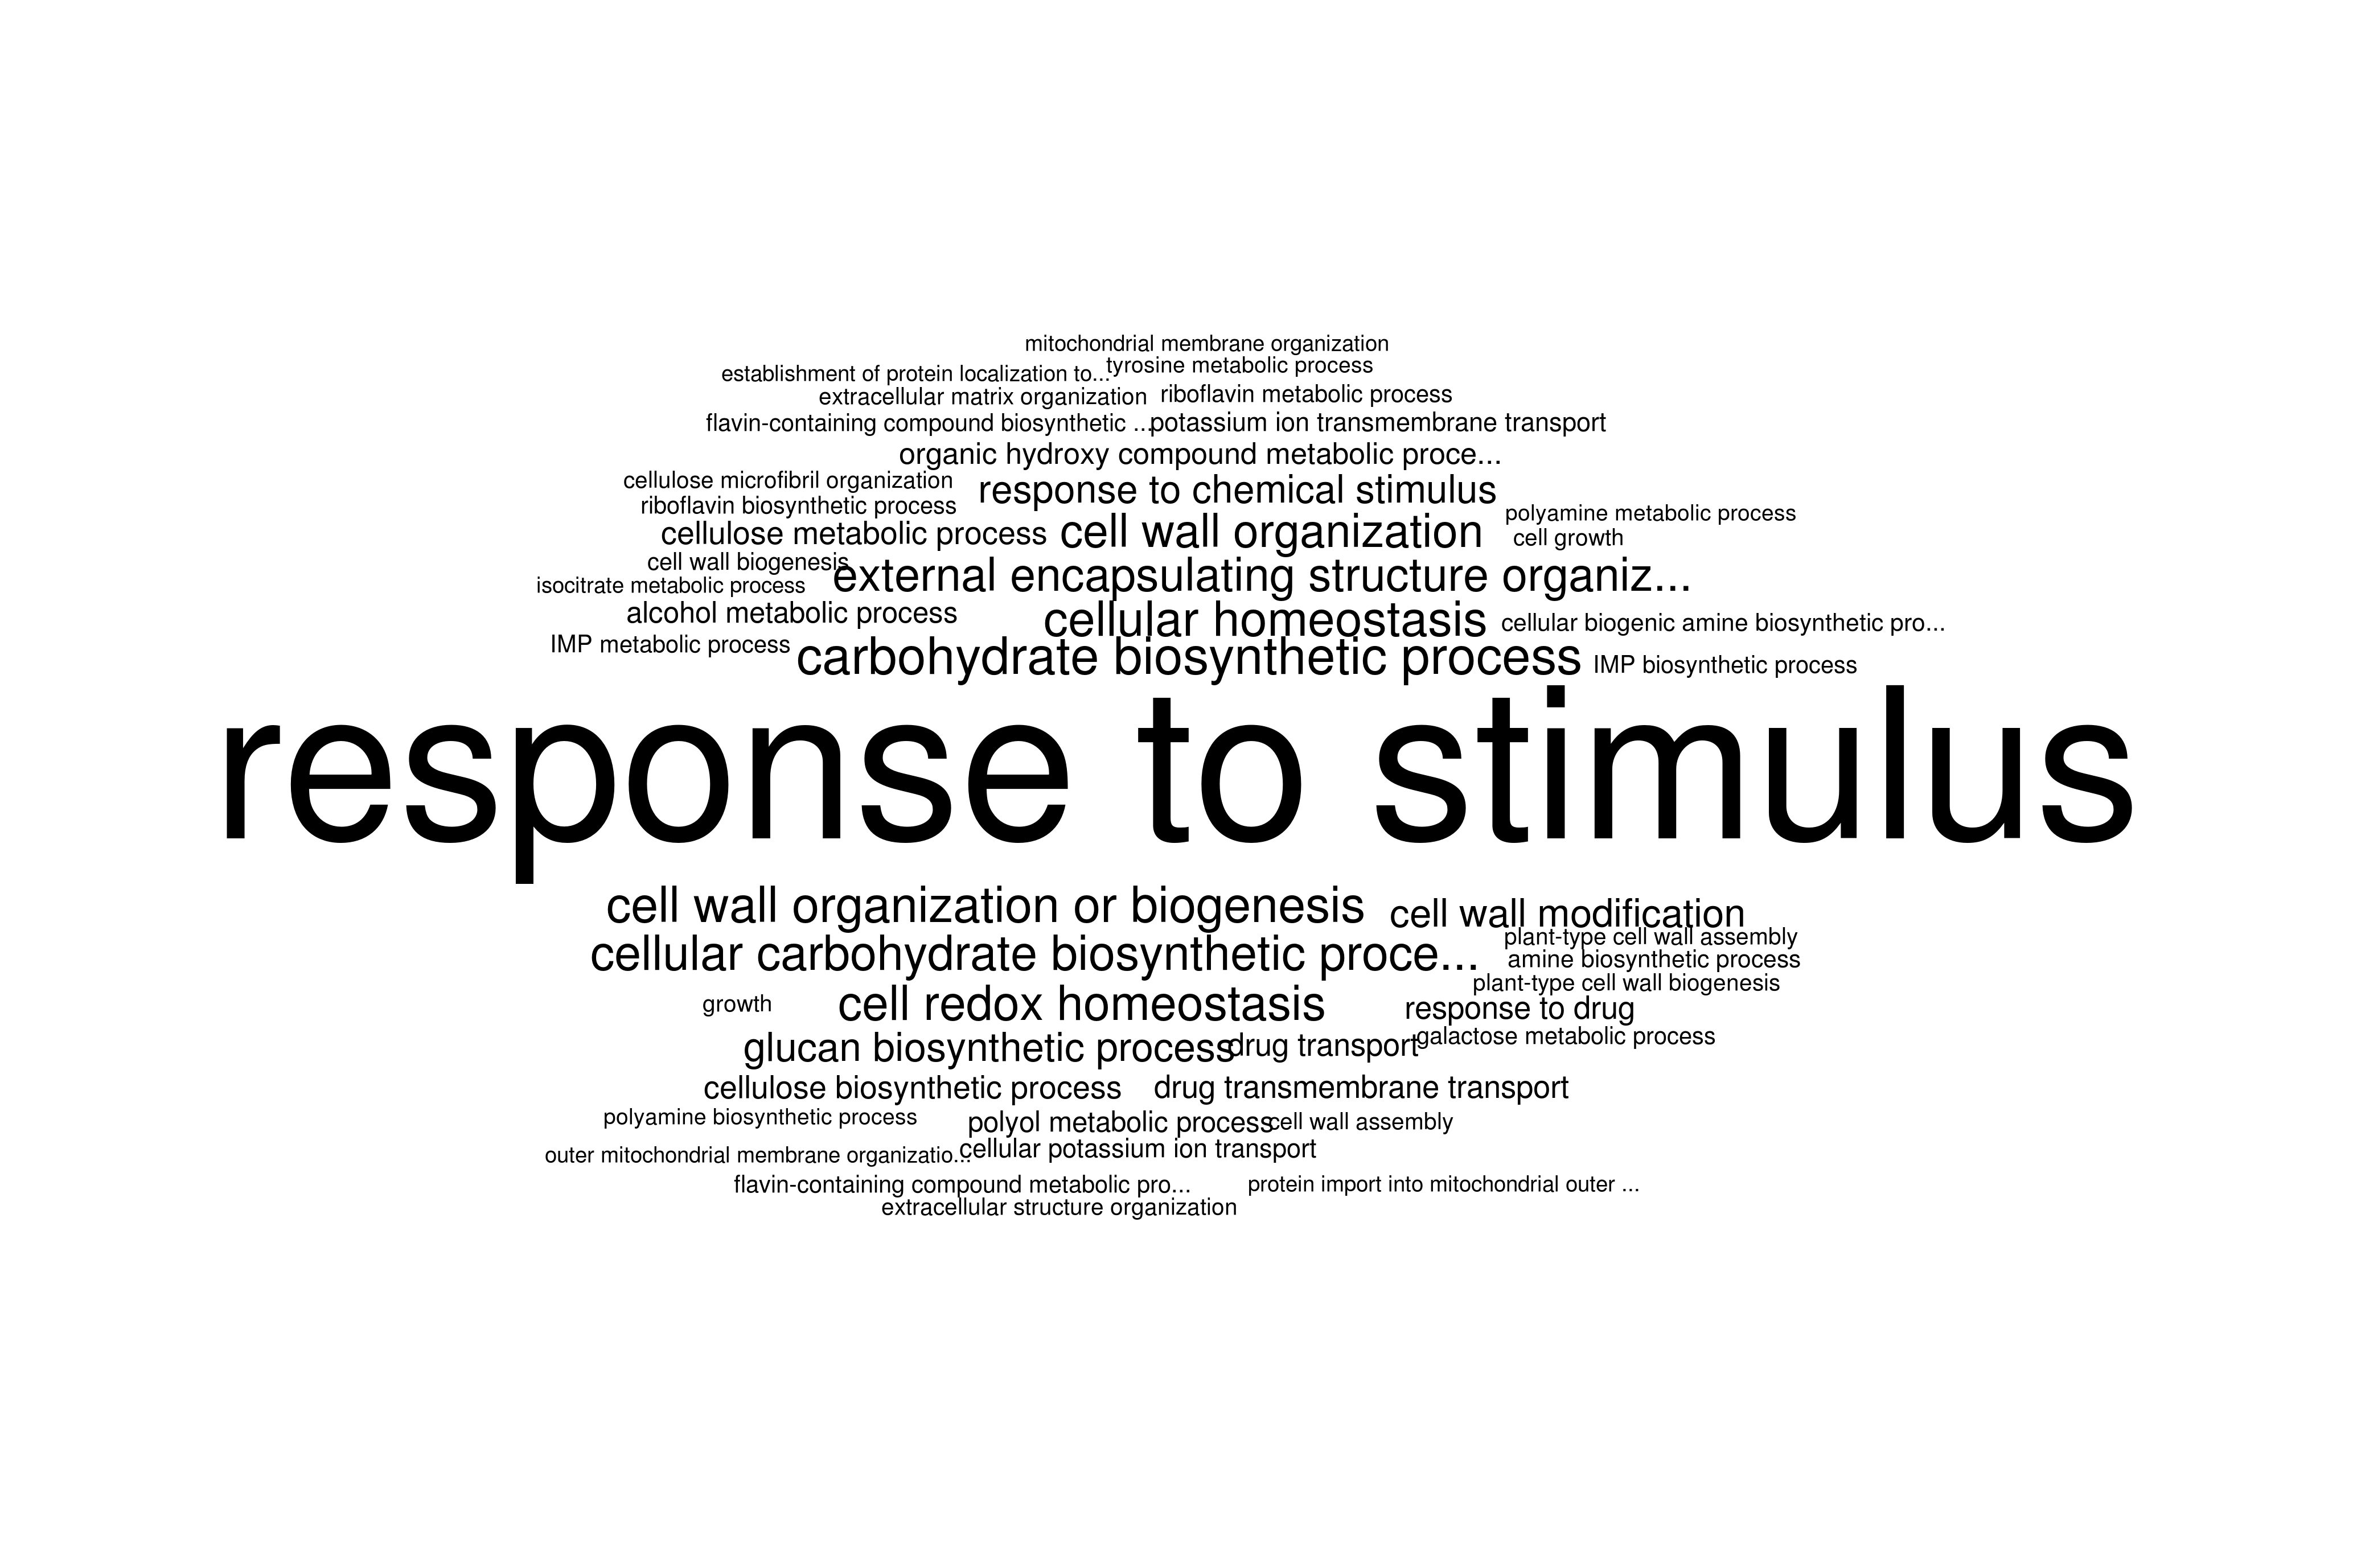 mitochondrial membrane organization
establishment of protein localization to... tyrosine metabolic process
extracellular matrix organization riboflavin metabolic process
flavin-containing compound biosynthetic ... potassium ion transmembrane transport
organic hydroxy compound metabolic proce...
cellulose microfibril organization response to chemical stimulus
riboflavin biosynthetic process polyamine metabolic process
cellulose metabolic process cell wall organization cell growth
cell wall biogenesis external encapsulating structure organiz...
isocitrate metabolic process
alcohol metabolic process cellular homeostasis cellular biogenic amine biosynthetic pro...
IMP metabolic process carbohydrate biosynthetic process IMP biosynthetic process
response to stimulus
cell wall organization or biogenesis cell wall modification
plant-type cell wall assembly
cellular carbohydrate biosynthetic proce... amine biosynthetic process
plant-type cell wall biogenesis
growth cell redox homeostasis response to drug
glucan biosynthetic process drug transport galactose metabolic process
cellulose biosynthetic process drug transmembrane transport
polyamine biosynthetic process polyol metabolic process cell wall assembly
outer mitochondrial membrane organizatio... cellular potassium ion transport
flavin-containing compound metabolic pro... protein import into mitochondrial outer ...
extracellular structure organization